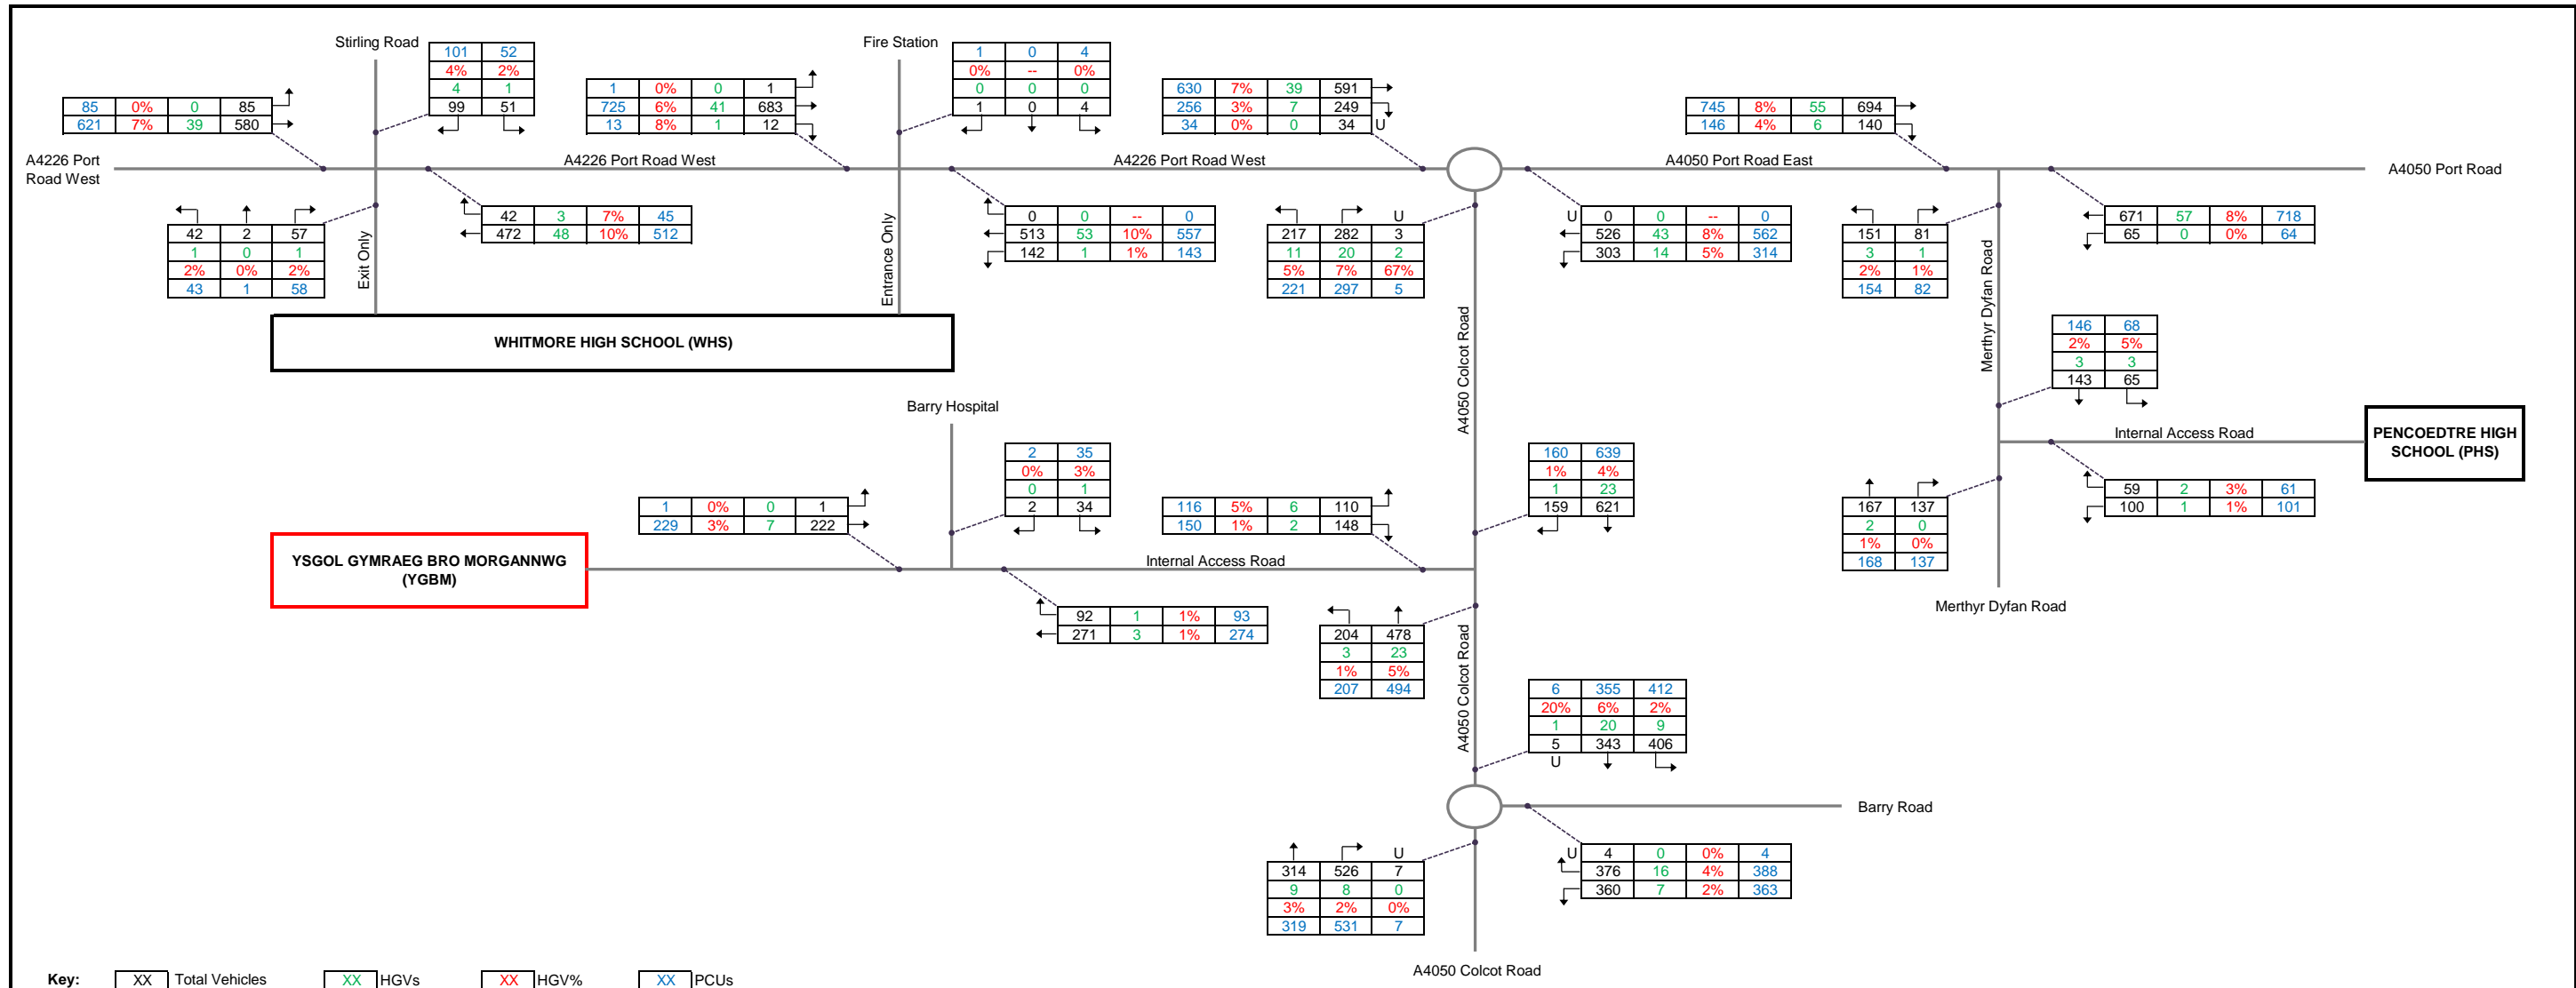 Stirling Road
101 52
4% 2%
4 1
99 51
Fire Station
1 0 4
0% -- 0%
0 0 0
1 0 4
85 0% 0 85
621 7% 39 580
1 0% 0 1
725 6% 41 683
13 8% 1 12
630 7% 39 591
256 3% 7 249
34 0% 0 34 U
745 8% 55 694
146 4% 6 140
A4226 Port
Road West
A4226 Port Road West
A4226 Port Road West
A4050 Port Road East
A4050 Port Road
42 2 57
1 0 1
2% 0% 2%
43 1 58
Exit Only
42 3 7% 45
472 48 10% 512
Entrance Only
0 0 -- 0
513 53 10% 557
142 1 1% 143
U
217 282 3
11 20 2
5% 7% 67%
221 297 5
A4050 Colcot Road
U 0 0 -- 0
526 43 8% 562
303 14 5% 314
151 81
3 1
2% 1%
154 82
Merthyr Dyfan Road
671 57 8% 718
65 0 0% 64
WHITMORE HIGH SCHOOL (WHS)
146 68
2% 5%
3 3
143 65
Barry Hospital
2 35
0% 3%
0 1
2 34
1 0% 0 1
229 3% 7 222
116 5% 6 110
150 1% 2 148
160 639
1% 4%
1 23
159 621
Internal Access Road
PENCOEDTRE HIGH
SCHOOL (PHS)
167 137
2 0
1% 0%
168 137
59 2 3% 61
100 1 1% 101
YSGOL GYMRAEG BRO MORGANNWG
(YGBM)
Internal Access Road
Merthyr Dyfan Road
92 1 1% 93
271 3 1% 274
204 478
3 23
1% 5%
207 494
A4050 Colcot Road
6 355 412
20% 6% 2%
1 20 9
5 343 406
U
Barry Road
U
314 526 7
9 8 0
3% 2% 0%
319 531 7
U 4 0 0% 4
376 16 4% 388
360 7 2% 363
A4050 Colcot Road
Key: XX Total Vehicles XX HGVs XX HGV% XX PCUs